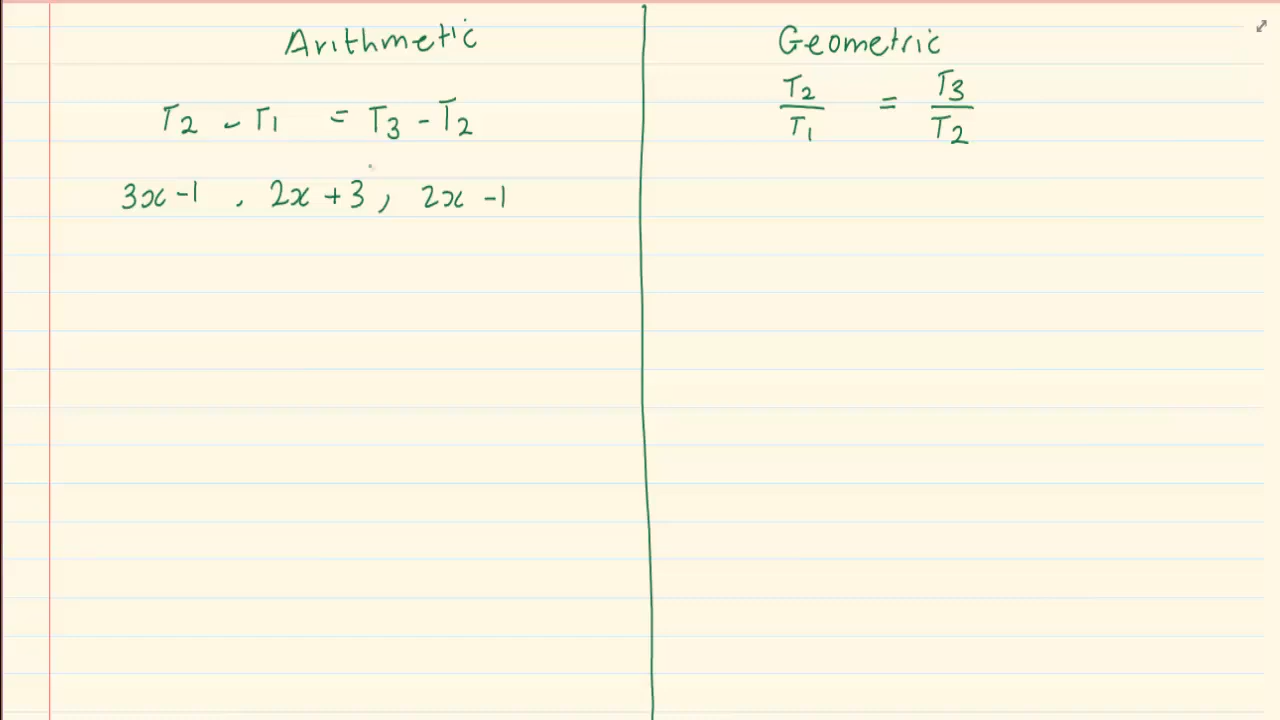 Arithmetic
T2 - T1 = T3 - T2
3x - 1 , 2x + 3 , 2x - 1
Geometric
T2/T1 = T3/T2